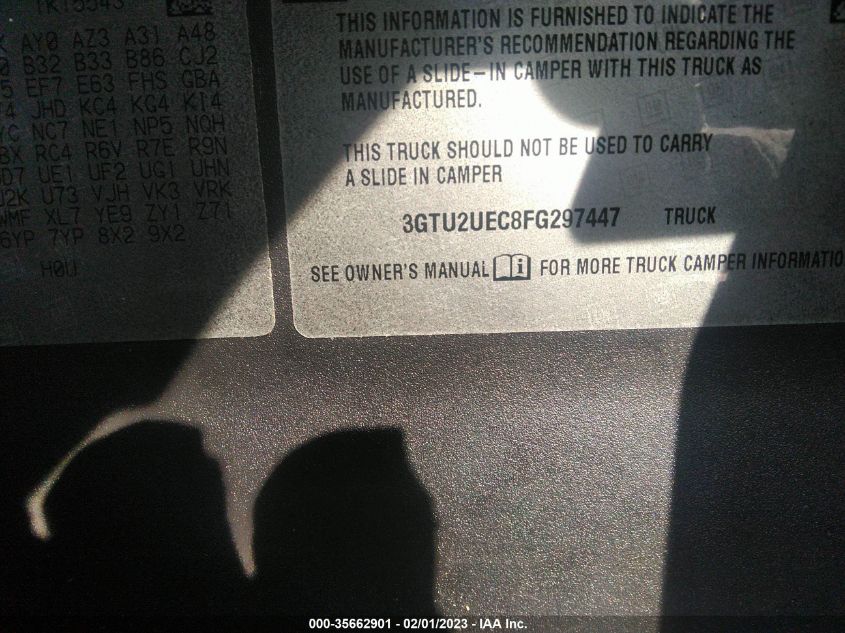 TK15543
AY0 AZ3 A31 A48
B32 B33 B86 CJ2
EF7 E63 FHS GBA
JHD KC4 KG4 K14
NC7 NE1 NP5 NQH
RC4 R6V R7E R9N
UE1 UF2 UG1 UHN
U73 VJH VK3 VRK
WMF XL7 YE9 ZY1 Z71
6YP 7YP 8X2 9X2
H0U
THIS INFORMATION IS FURNISHED TO INDICATE THE
MANUFACTURER'S RECOMMENDATION REGARDING THE
USE OF A SLIDE-IN CAMPER WITH THIS TRUCK AS
MANUFACTURED.
THIS TRUCK SHOULD NOT BE USED TO CARRY
A SLIDE IN CAMPER
3GTU2UEC8FG297447 TRUCK
SEE OWNER'S MANUAL FOR MORE TRUCK CAMPER INFORMATIO
000-35662901 - 02/01/2023 - IAA Inc.